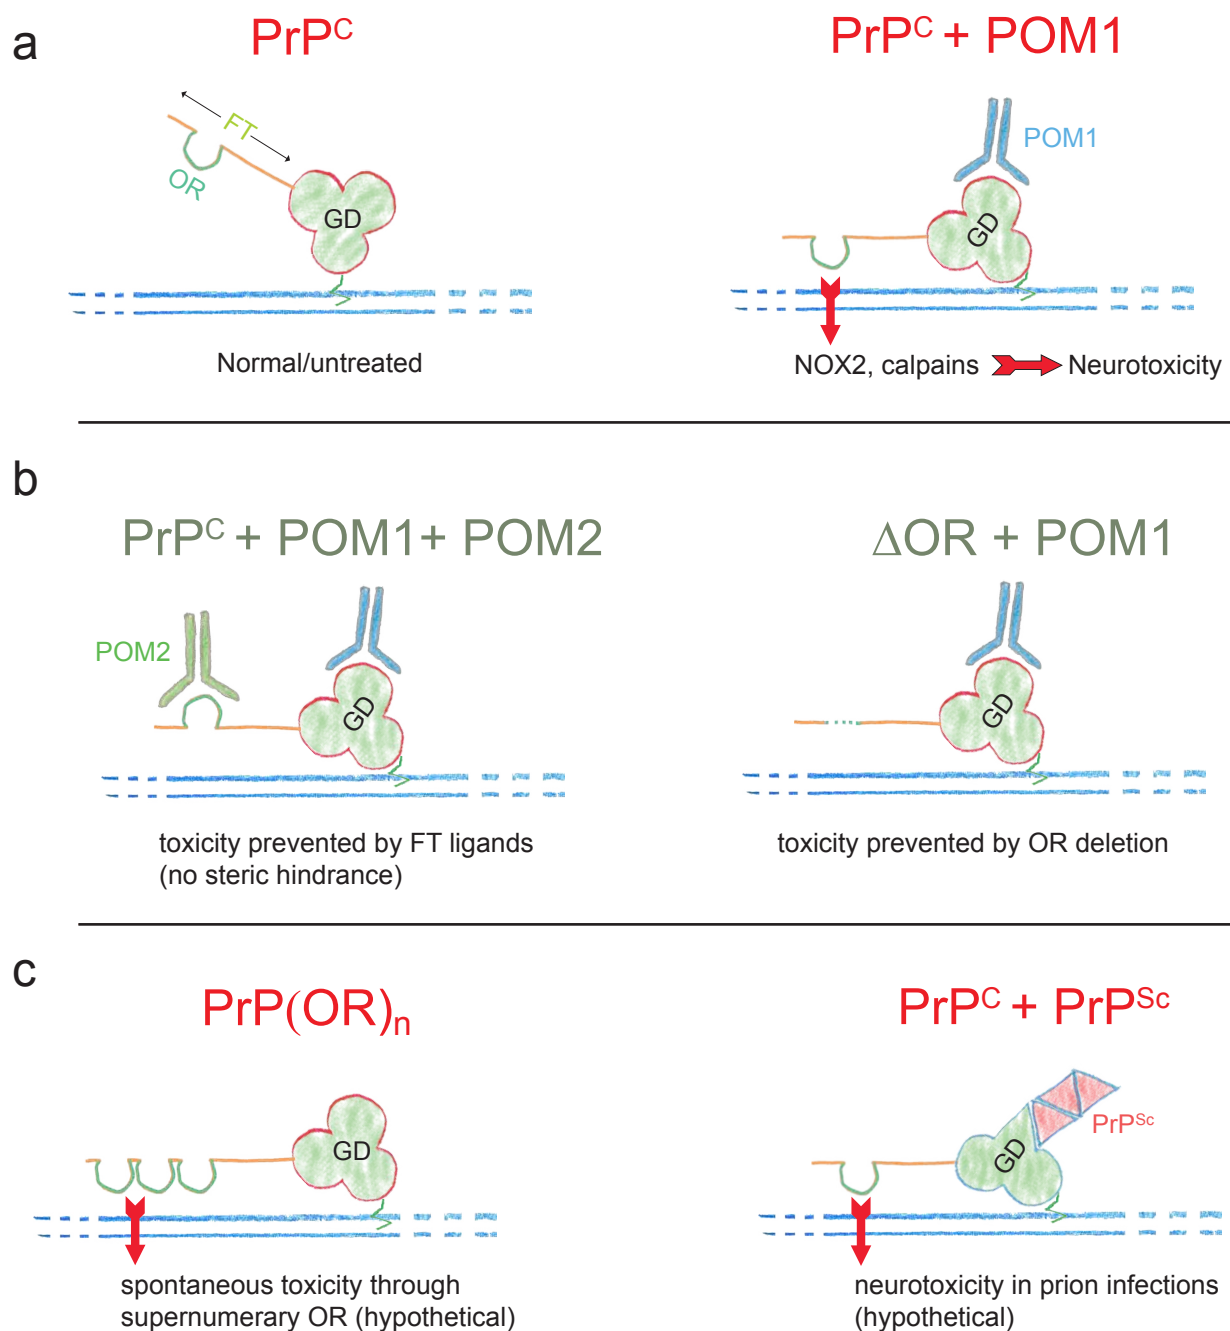 a
PrPC
PrPC + POM1
FT
OR
GD
POM1
GD
Normal/untreated
NOX2, calpains Neurotoxicity
b
PrPC + POM1+ POM2
ΔOR + POM1
POM2
GD
GD
toxicity prevented by FT ligands
(no steric hindrance)
toxicity prevented by OR deletion
c
PrP(OR)n
PrPC + PrPSc
GD
GD
PrPSc
spontaneous toxicity through
supernumerary OR (hypothetical)
neurotoxicity in prion infections
(hypothetical)